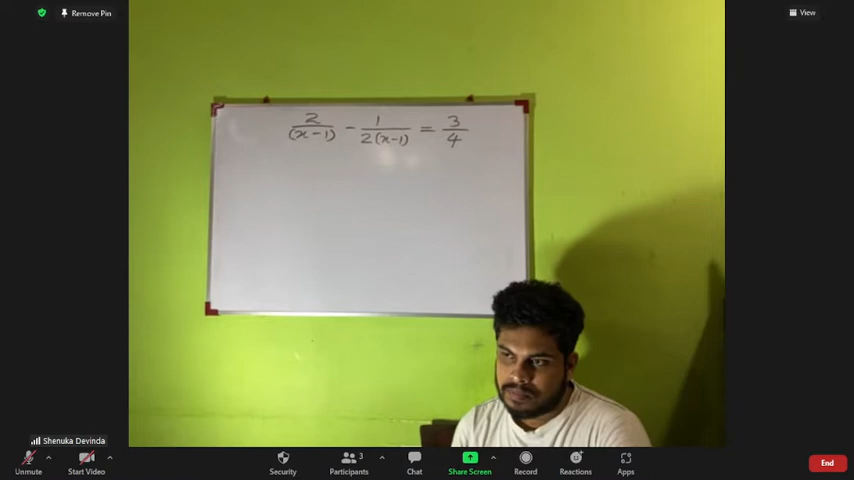 Remove Pin
View
2/(x-1) - 1/2(x-1) = 3/4
Shenuka Devinda
Unmute
Start Video
Security
Participants
3
Chat
Share Screen
Record
Reactions
Apps
End